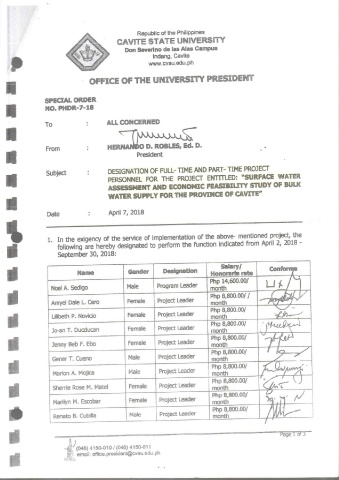 Republic of the Philippines
CAVITE STATE UNIVERSITY
Don Severino de las Alas Campus
Indang, Cavite
www.cvsu.edu.ph
OFFICE OF THE UNIVERSITY PRESIDENT
SPECIAL ORDER
NO. PHDR-7-18
To : ALL CONCERNED
From : HERNANDO D. ROBLES, Ed. D.
President
Subject : DESIGNATION OF FULL- TIME AND PART- TIME PROJECT
PERSONNEL FOR THE PROJECT ENTITLED: "SURFACE WATER
ASSESSMENT AND ECONOMIC FEASIBILITY STUDY OF BULK
WATER SUPPLY FOR THE PROVINCE OF CAVITE"
Date : April 7, 2018
1. In the exigency of the service of implementation of the above- mentioned project, the
following are hereby designated to perform the function indicated from April 2, 2018 -
September 30, 2018:
Name Gender Designation Salary/ Honoraria rate Conforme
Noel A. Sedigo Male Program Leader Php 14,600.00/ month
Amyel Dale L. Cero Female Project Leader Php 8,800.00/ / month
Lilibeth P. Novicio Female Project Leader Php 8,800.00/ month
Jo-an T. Ducducan Female Project Leader Php 8,800.00/ month
Jenny Beb F. Ebo Female Project Leader Php 8,800.00/ month
Gener T. Cueno Male Project Leader Php 8,800.00/ month
Marion A. Mojica Male Project Leader Php 8,800.00/ month
Sherrie Rose M. Matel Female Project Leader Php 8,800.00/ month
Marilyn M. Escobar Female Project Leader Php 8,800.00/ month
Renato B. Cubilla Male Project Leader Php 8,800.00/ month
Page 1 of 3
(046) 4150-010 / (046) 4150-011
email: office.president@cvsu.edu.ph